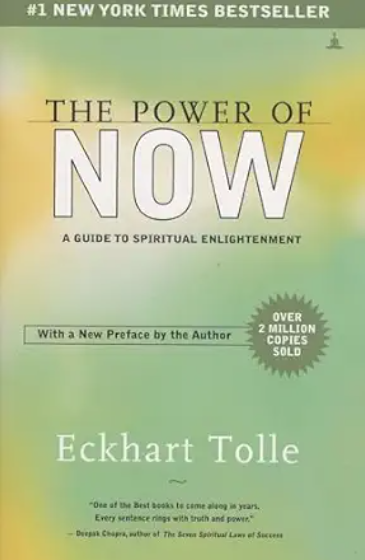 #1 NEW YORK TIMES BESTSELLER
THE POWER OF
NOW
A GUIDE TO SPIRITUAL ENLIGHTENMENT
With a New Preface by the Author
OVER
2 MILLION
COPIES
SOLD
Eckhart Tolle
"One of the Best books to come along in years.
Every sentence rings with truth and power."
— Deepak Chopra, author of The Seven Spiritual Laws of Success